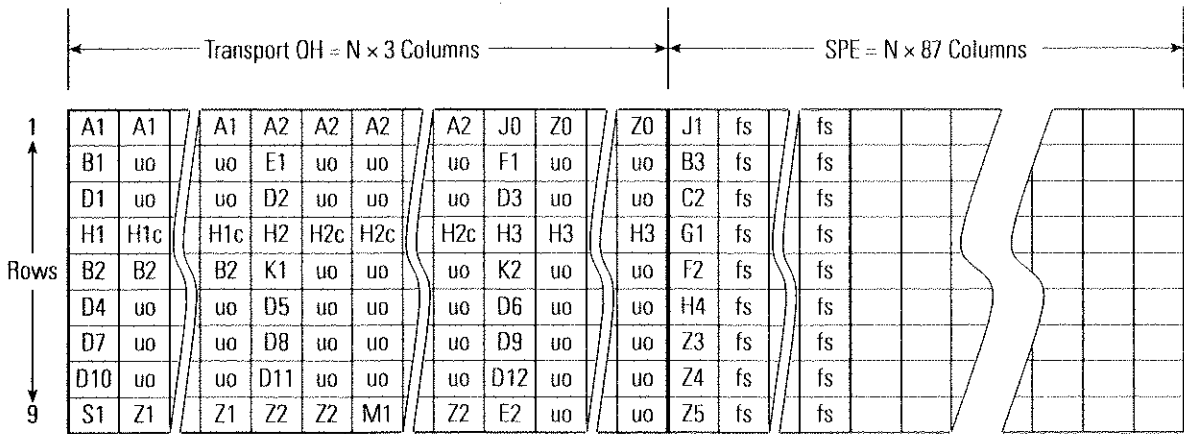 Transport OH = N × 3 Columns SPE = N × 87 Columns
1 A1 A1 A1 A2 A2 A2 A2 J0 Z0 Z0 J1 fs fs
B1 uo uo E1 uo uo uo F1 uo uo B3 fs fs
D1 uo uo D2 uo uo uo D3 uo uo C2 fs fs
H1 H1c H1c H2 H2c H2c H2c H3 H3 H3 G1 fs fs
Rows B2 B2 B2 K1 uo uo uo K2 uo uo F2 fs fs
D4 uo uo D5 uo uo uo D6 uo uo H4 fs fs
D7 uo uo D8 uo uo uo D9 uo uo Z3 fs fs
D10 uo uo D11 uo uo uo D12 uo uo Z4 fs fs
9 S1 Z1 Z1 Z2 Z2 M1 Z2 E2 uo uo Z5 fs fs